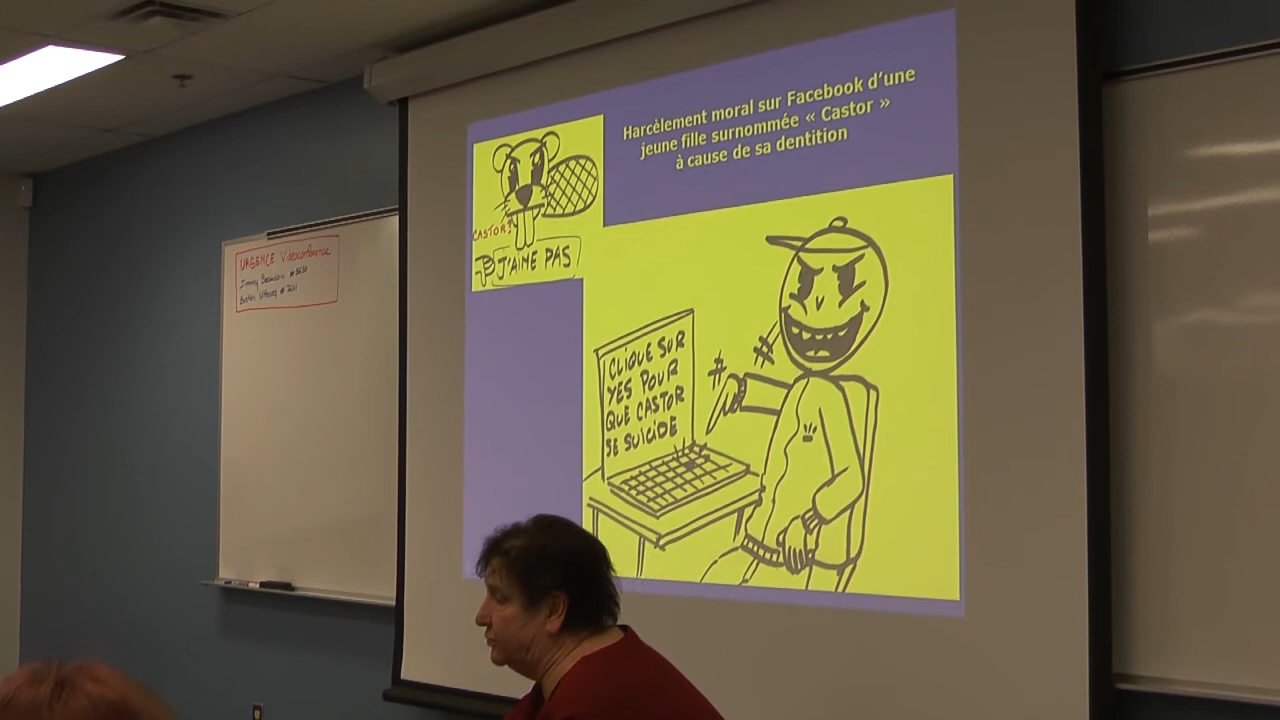 URGENCE Vidéoconférence
Jimmy
Harcèlement moral sur Facebook d'une
jeune fille surnommée « Castor »
à cause de sa dentition
CASTOR?
J'AIME PAS
CLIQUE SUR
YES POUR
QUE CASTOR
SE SUICIDE